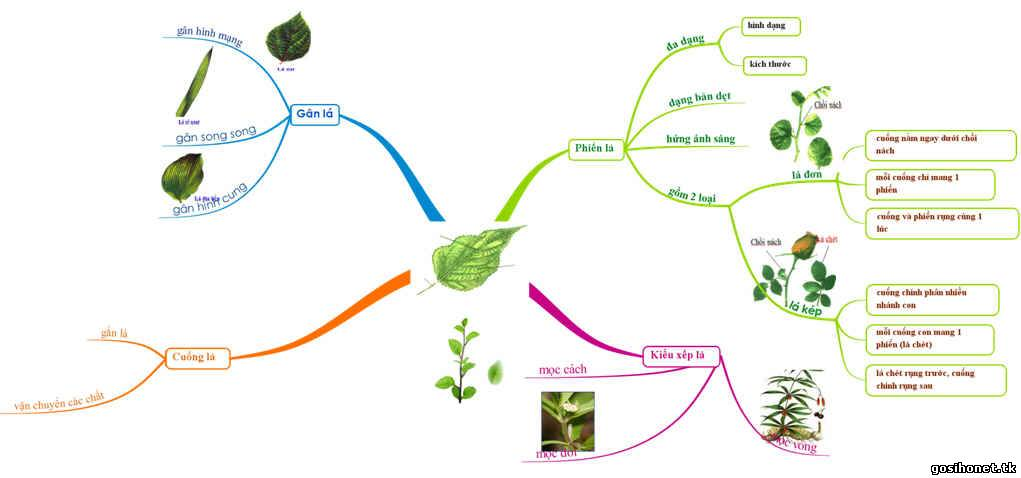 gân hình mạng
gân song song
gân hình cung
Gân lá
Phiến lá
đa dạng
hình dạng
kích thước
dạng bản dẹt
hứng ánh sáng
gồm 2 loại
Chồi nách
lá đơn
cuống nằm ngay dưới chồi
nách
mỗi cuống chỉ mang 1
phiến
cuống và phiến rụng cùng 1
lúc
Chồi nách
Lá chét
lá kép
cuống chính phân nhiều
nhánh con
mỗi cuống con mang 1
phiến (lá chét)
lá chét rụng trước, cuống
chính rụng sau
Cuống lá
gắn lá
vận chuyển các chất
Kiểu xếp lá
mọc cách
mọc đối
mọc vòng
gosihonet.tk